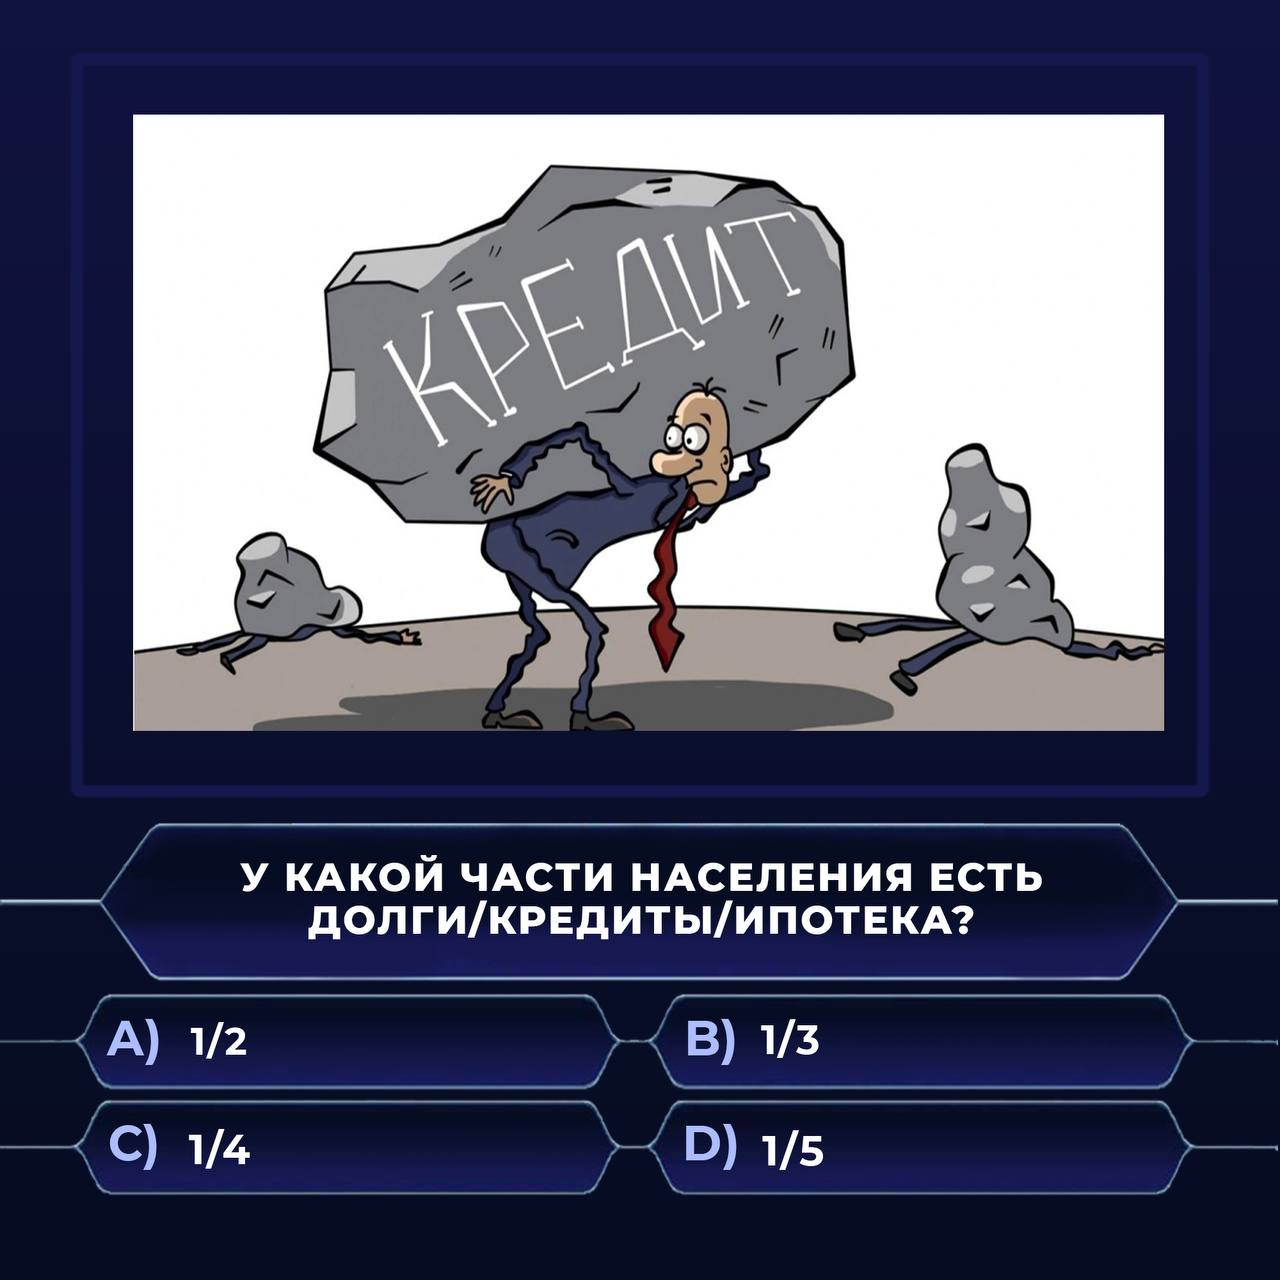 КРЕДИТ
У КАКОЙ ЧАСТИ НАСЕЛЕНИЯ ЕСТЬ
ДОЛГИ/КРЕДИТЫ/ИПОТЕКА?
A) 1/2
B) 1/3
C) 1/4
D) 1/5